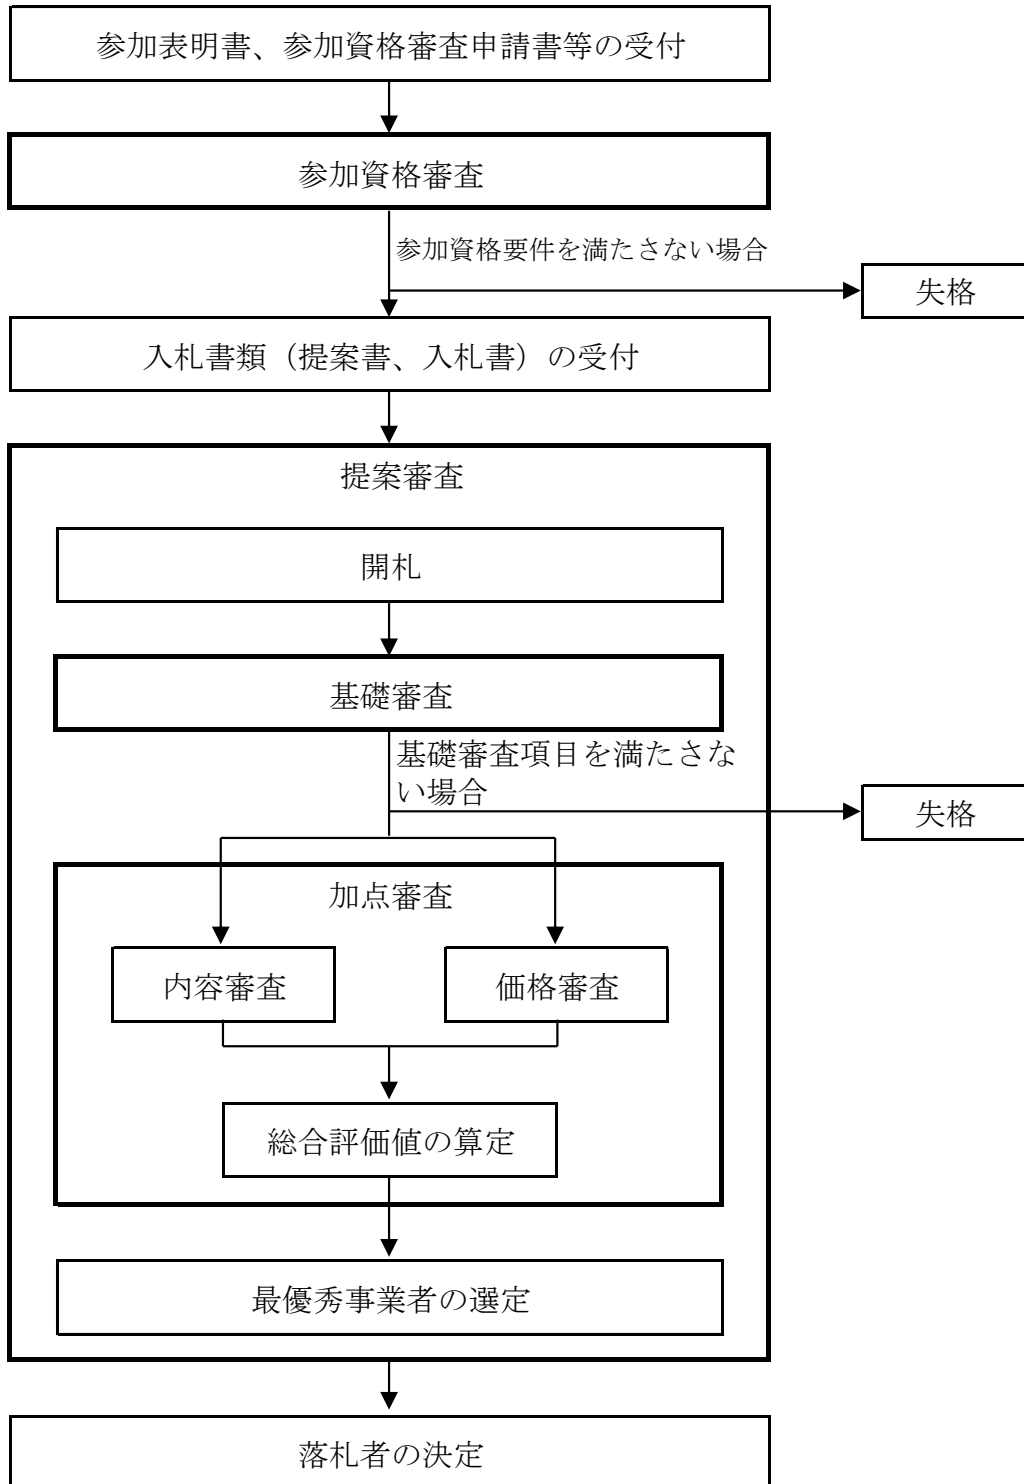 参加表明書、参加資格審査申請書等の受付
参加資格審査
参加資格要件を満たさない場合
失格
入札書類（提案書、入札書）の受付
提案審査
開札
基礎審査
基礎審査項目を満たさな
い場合
失格
加点審査
内容審査
価格審査
総合評価値の算定
最優秀事業者の選定
落札者の決定